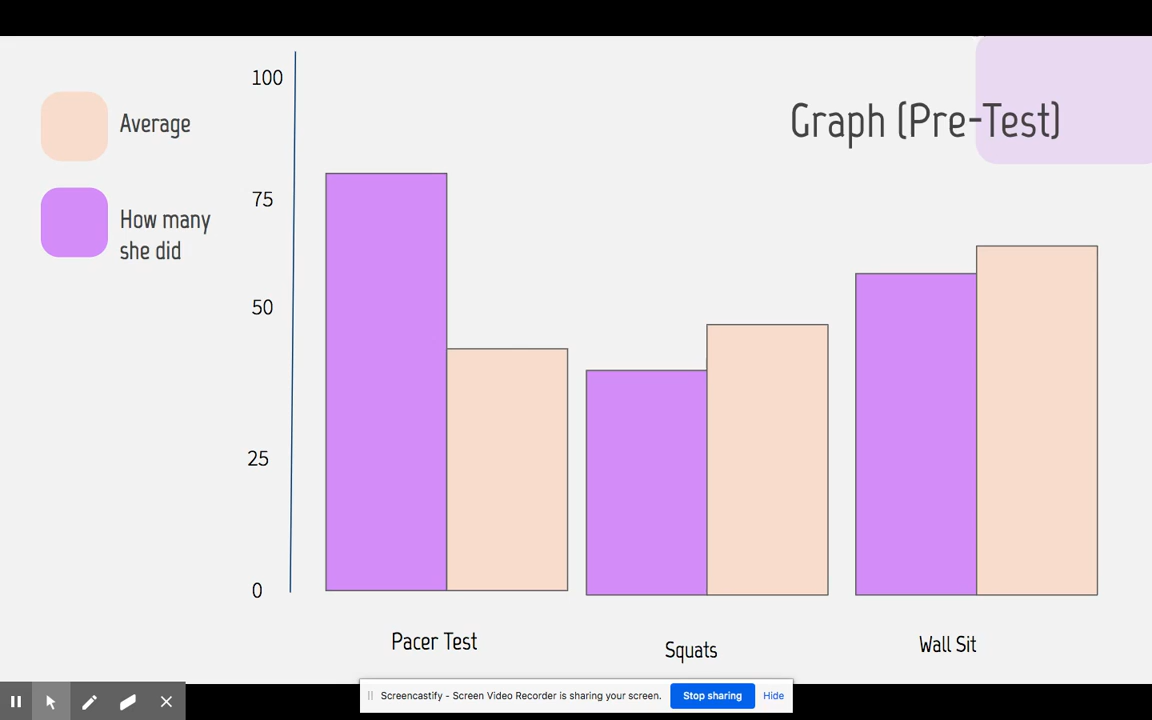 Graph (Pre-Test)
Average
How many
she did
100
75
50
25
0
Pacer Test
Squats
Wall Sit
Screencastify - Screen Video Recorder is sharing your screen.
Stop sharing
Hide